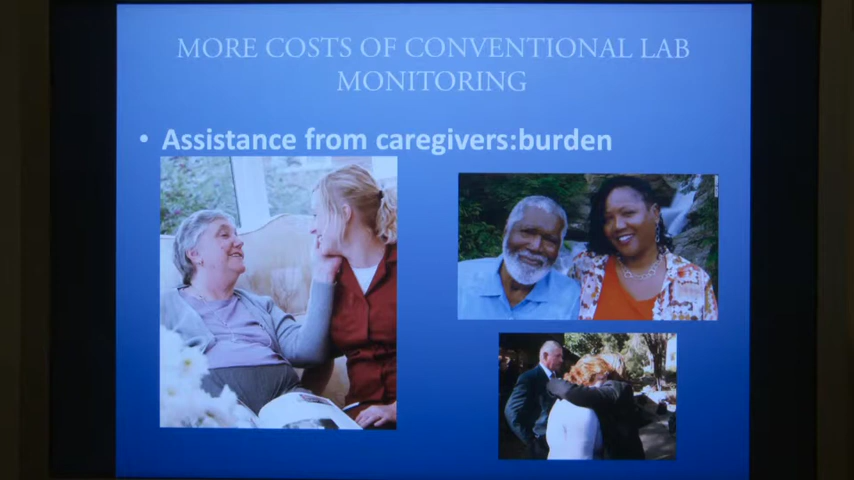 MORE COSTS OF CONVENTIONAL LAB
MONITORING
• Assistance from caregivers:burden